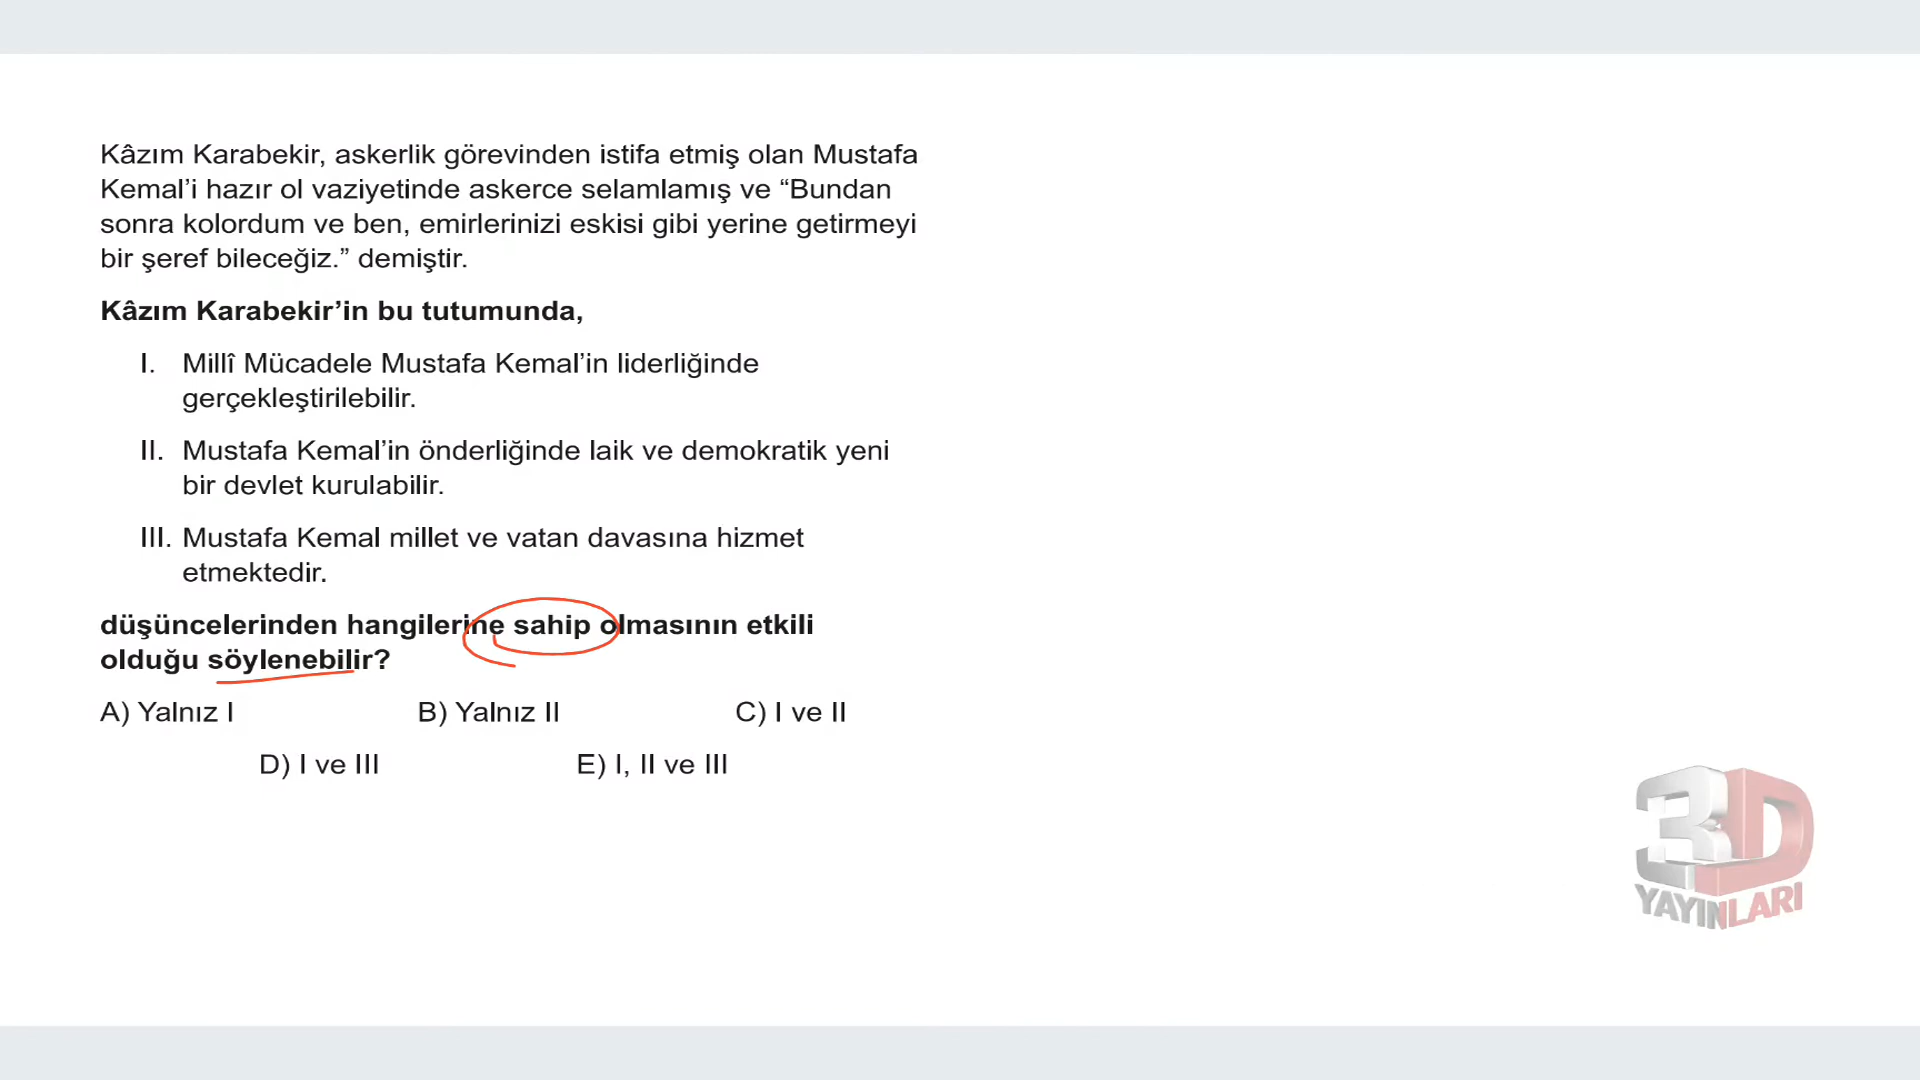 Kâzım Karabekir, askerlik görevinden istifa etmiş olan Mustafa
Kemal’i hazır ol vaziyetinde askerce selamlamış ve “Bundan
sonra kolordum ve ben, emirlerinizi eskisi gibi yerine getirmeyi
bir şeref bileceğiz.” demiştir.
Kâzım Karabekir’in bu tutumunda,
I. Millî Mücadele Mustafa Kemal’in liderliğinde
gerçekleştirilebilir.
II. Mustafa Kemal’in önderliğinde laik ve demokratik yeni
bir devlet kurulabilir.
III. Mustafa Kemal millet ve vatan davasına hizmet
etmektedir.
düşüncelerinden hangilerine sahip olmasının etkili
olduğu söylenebilir?
A) Yalnız I B) Yalnız II C) I ve II
D) I ve III E) I, II ve III
3D
YAYINLARI